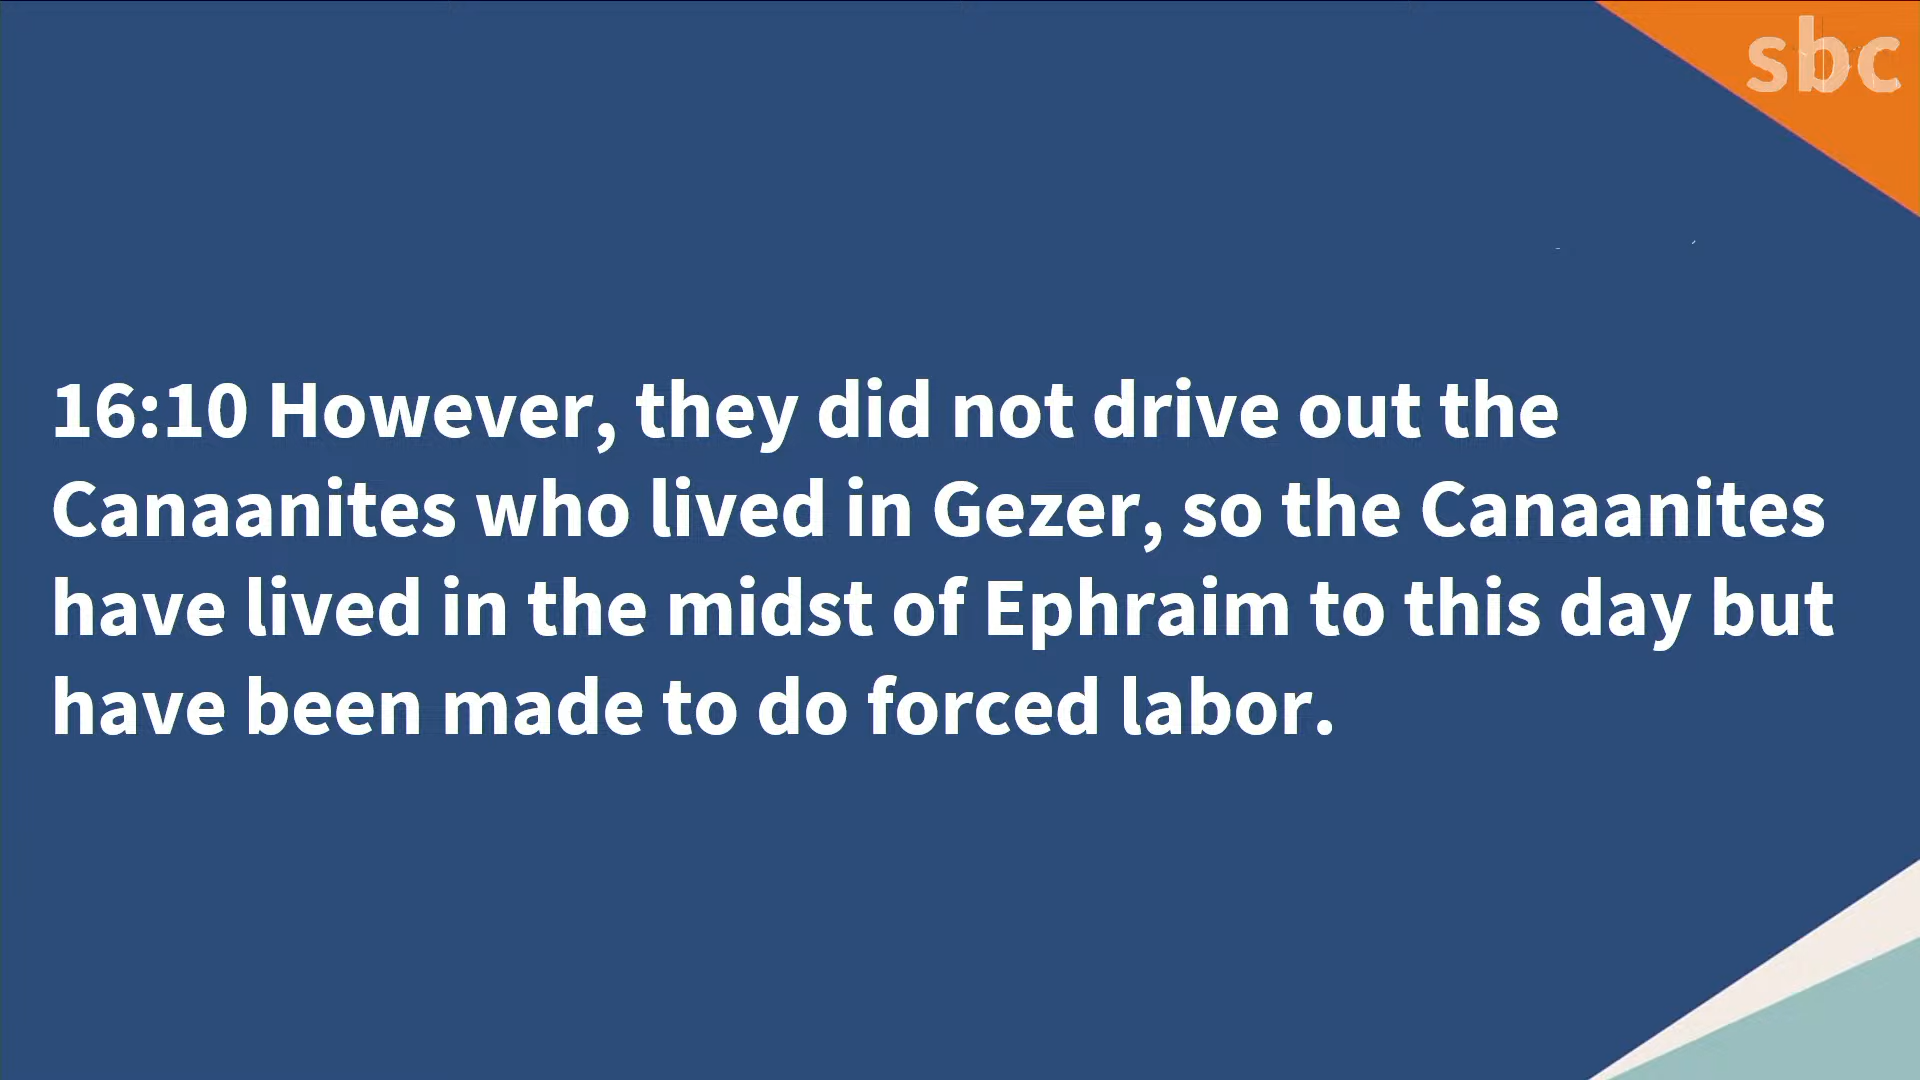 sbc
16:10 However, they did not drive out the
Canaanites who lived in Gezer, so the Canaanites
have lived in the midst of Ephraim to this day but
have been made to do forced labor.